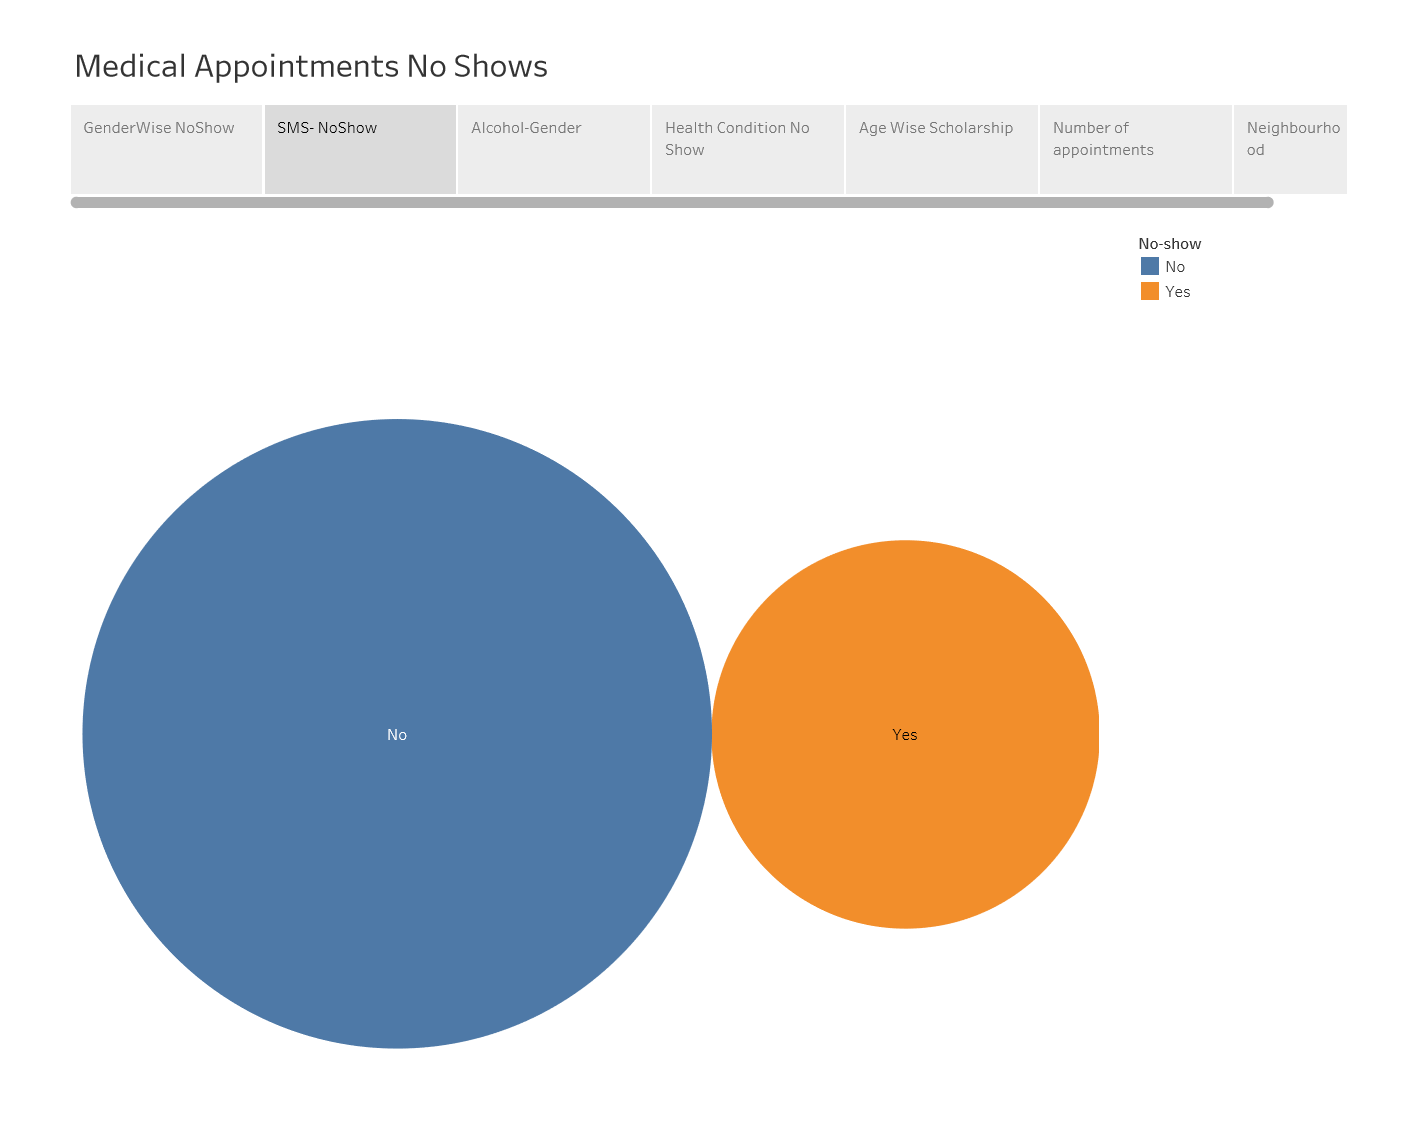 Medical Appointments No Shows
GenderWise NoShow
SMS- NoShow
Alcohol-Gender
Health Condition No
Show
Age Wise Scholarship
Number of
appointments
Neighbourho
od
No-show
No
Yes
No
Yes